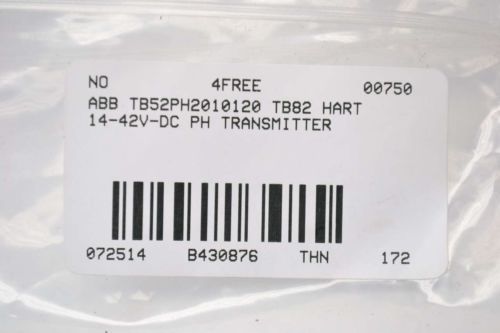 NO 4FREE 00750
ABB TB52PH2010120 TB82 HART
14-42V-DC PH TRANSMITTER
072514 B430876 THN 172